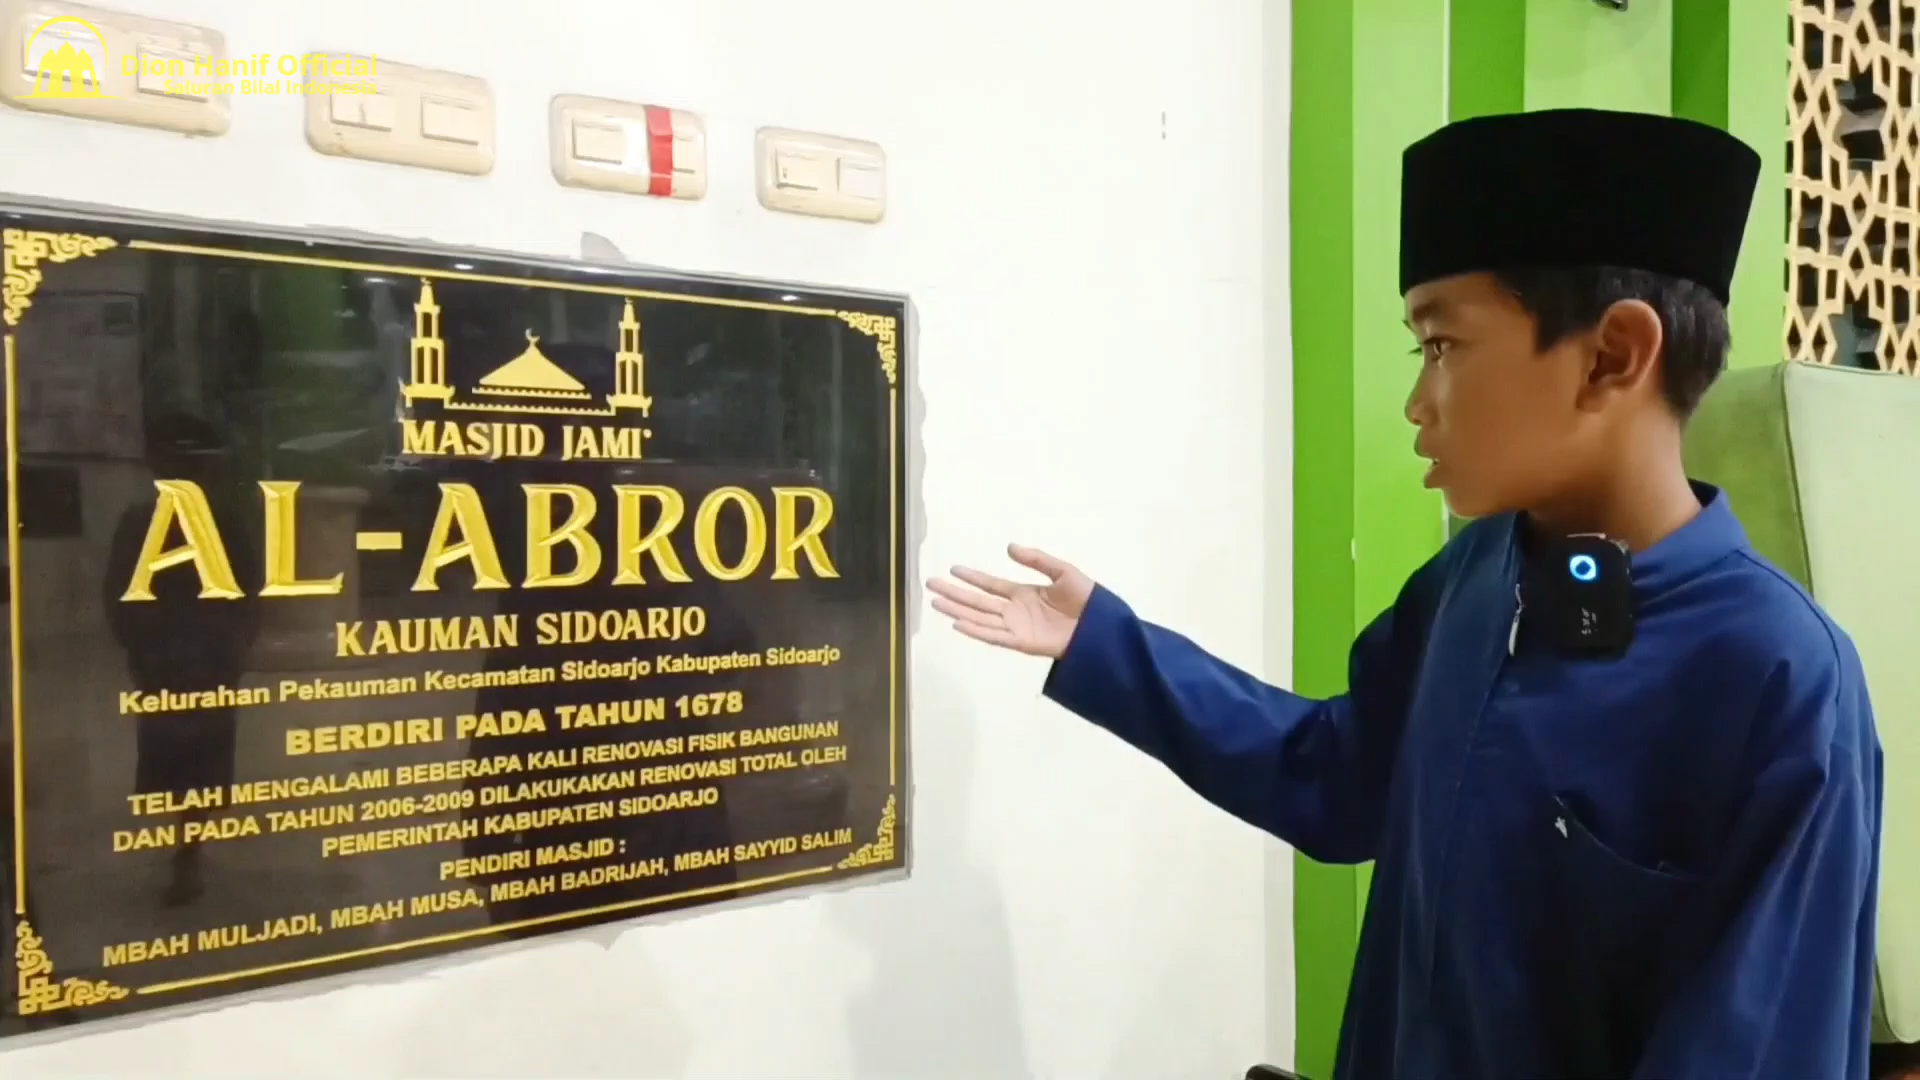 Dion Hanif Official
Saluran Bilal Indonesia
MASJID JAMI'
AL-ABROR
KAUMAN SIDOARJO
Kelurahan Pekauman Kecamatan Sidoarjo Kabupaten Sidoarjo
BERDIRI PADA TAHUN 1678
TELAH MENGALAMI BEBERAPA KALI RENOVASI FISIK BANGUNAN
DAN PADA TAHUN 2006-2009 DILAKUKAKAN RENOVASI TOTAL OLEH
PEMERINTAH KABUPATEN SIDOARJO
PENDIRI MASJID :
MBAH MULJADI, MBAH MUSA, MBAH BADRIJAH, MBAH SAYYID SALIM